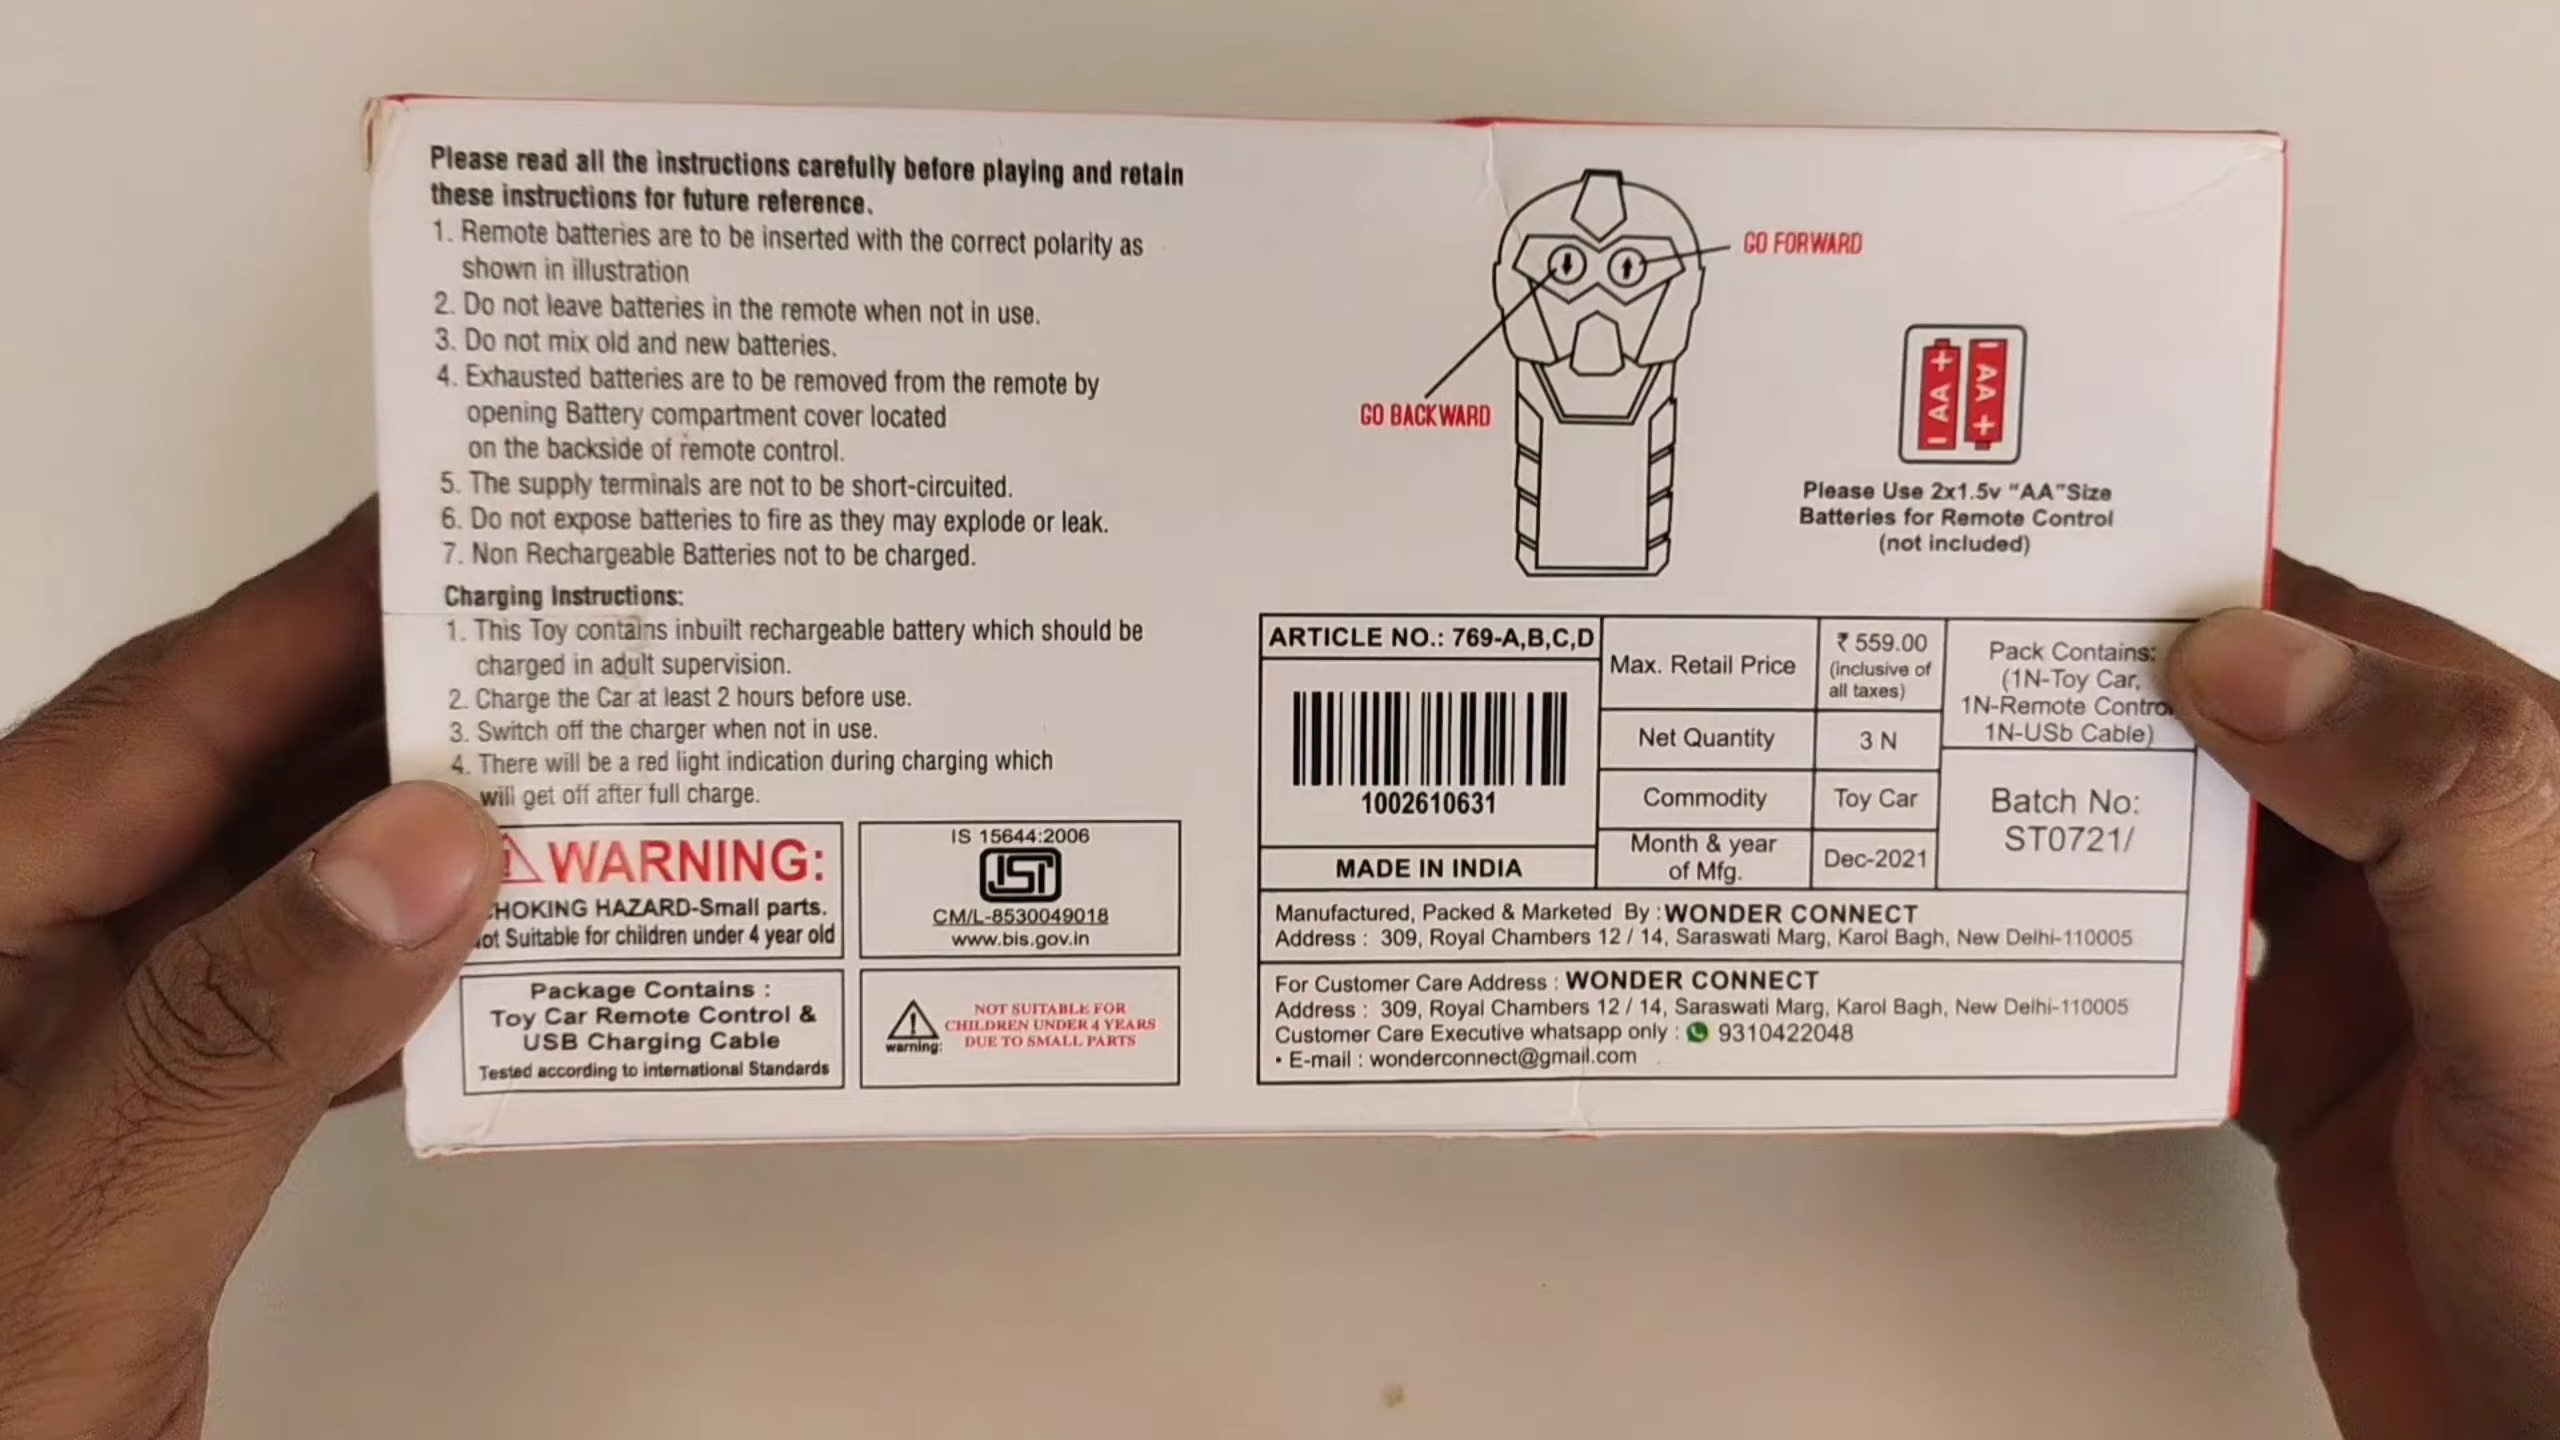 Please read all the instructions carefully before playing and retain
these instructions for future reference.
1. Remote batteries are to be inserted with the correct polarity as
shown in illustration
2. Do not leave batteries in the remote when not in use.
3. Do not mix old and new batteries.
4. Exhausted batteries are to be removed from the remote by
opening Battery compartment cover located
on the backside of remote control.
5. The supply terminals are not to be short-circuited.
6. Do not expose batteries to fire as they may explode or leak.
7. Non Rechargeable Batteries not to be charged.
Charging Instructions:
1. This Toy contains inbuilt rechargeable battery which should be
charged in adult supervision.
2. Charge the Car at least 2 hours before use.
3. Switch off the charger when not in use.
4. There will be a red light indication during charging which
will get off after full charge.
WARNING:
HAZARD-Small parts.
Suitable for children under 4 year old
IS 15644:2006
ISI
CM/L-8530049018
www.bis.gov.in
Package Contains :
Toy Car Remote Control &
USB Charging Cable
Tested according to international Standards
warning:
NOT SUITABLE FOR
CHILDREN UNDER 4 YEARS
DUE TO SMALL PARTS
GO FORWARD
GO BACKWARD
AA +
AA +
Please Use 2x1.5v "AA"Size
Batteries for Remote Control
(not included)
ARTICLE NO.: 769-A,B,C,D
1002610631
MADE IN INDIA
Max. Retail Price
₹ 559.00
(inclusive of
all taxes)
Net Quantity
3 N
Commodity
Toy Car
Month & year
of Mfg.
Dec-2021
Pack Contains:
(1N-Toy Car,
1N-Remote
1N-USb Cable)
Batch No:
ST0721/
Manufactured, Packed & Marketed By : WONDER CONNECT
Address : 309, Royal Chambers 12 / 14, Saraswati Marg, Karol Bagh, New Delhi-110005
For Customer Care Address : WONDER CONNECT
Address : 309, Royal Chambers 12 / 14, Saraswati Marg, Karol Bagh, New Delhi-110005
Customer Care Executive whatsapp only : 9310422048
• E-mail : wonderconnect@gmail.com